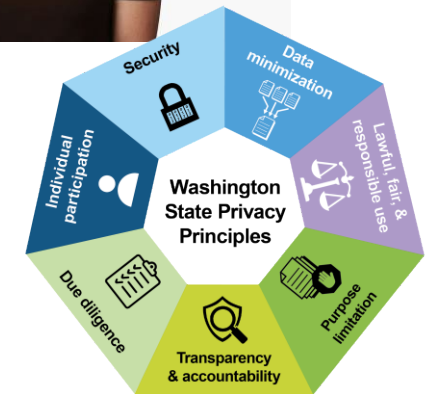 Washington
State Privacy
Principles
Security
Data
minimization
Lawful, fair, &
responsible use
Purpose
limitation
Transparency
& accountability
Due diligence
Individual
participation